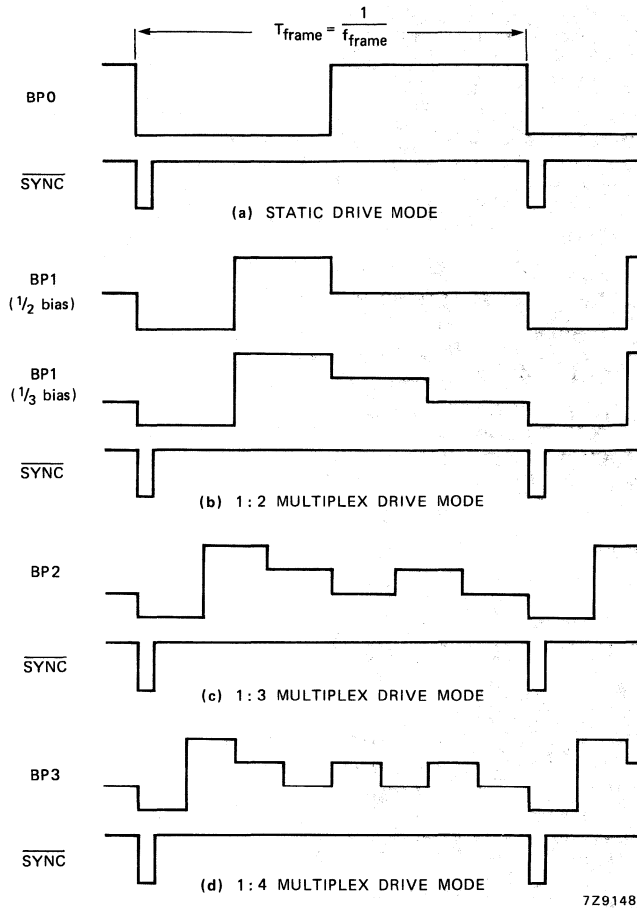 T_frame = 1 / f_frame
BP0
SYNC
(a) STATIC DRIVE MODE
BP1
(1/2 bias)
BP1
(1/3 bias)
SYNC
(b) 1 : 2 MULTIPLEX DRIVE MODE
BP2
SYNC
(c) 1 : 3 MULTIPLEX DRIVE MODE
BP3
SYNC
(d) 1 : 4 MULTIPLEX DRIVE MODE
7Z9148